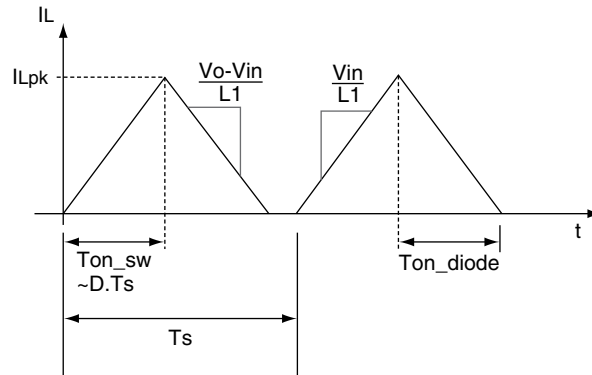 IL
ILpk
Vo-Vin
L1
Vin
L1
t
Ton_sw
~D.Ts
Ton_diode
Ts